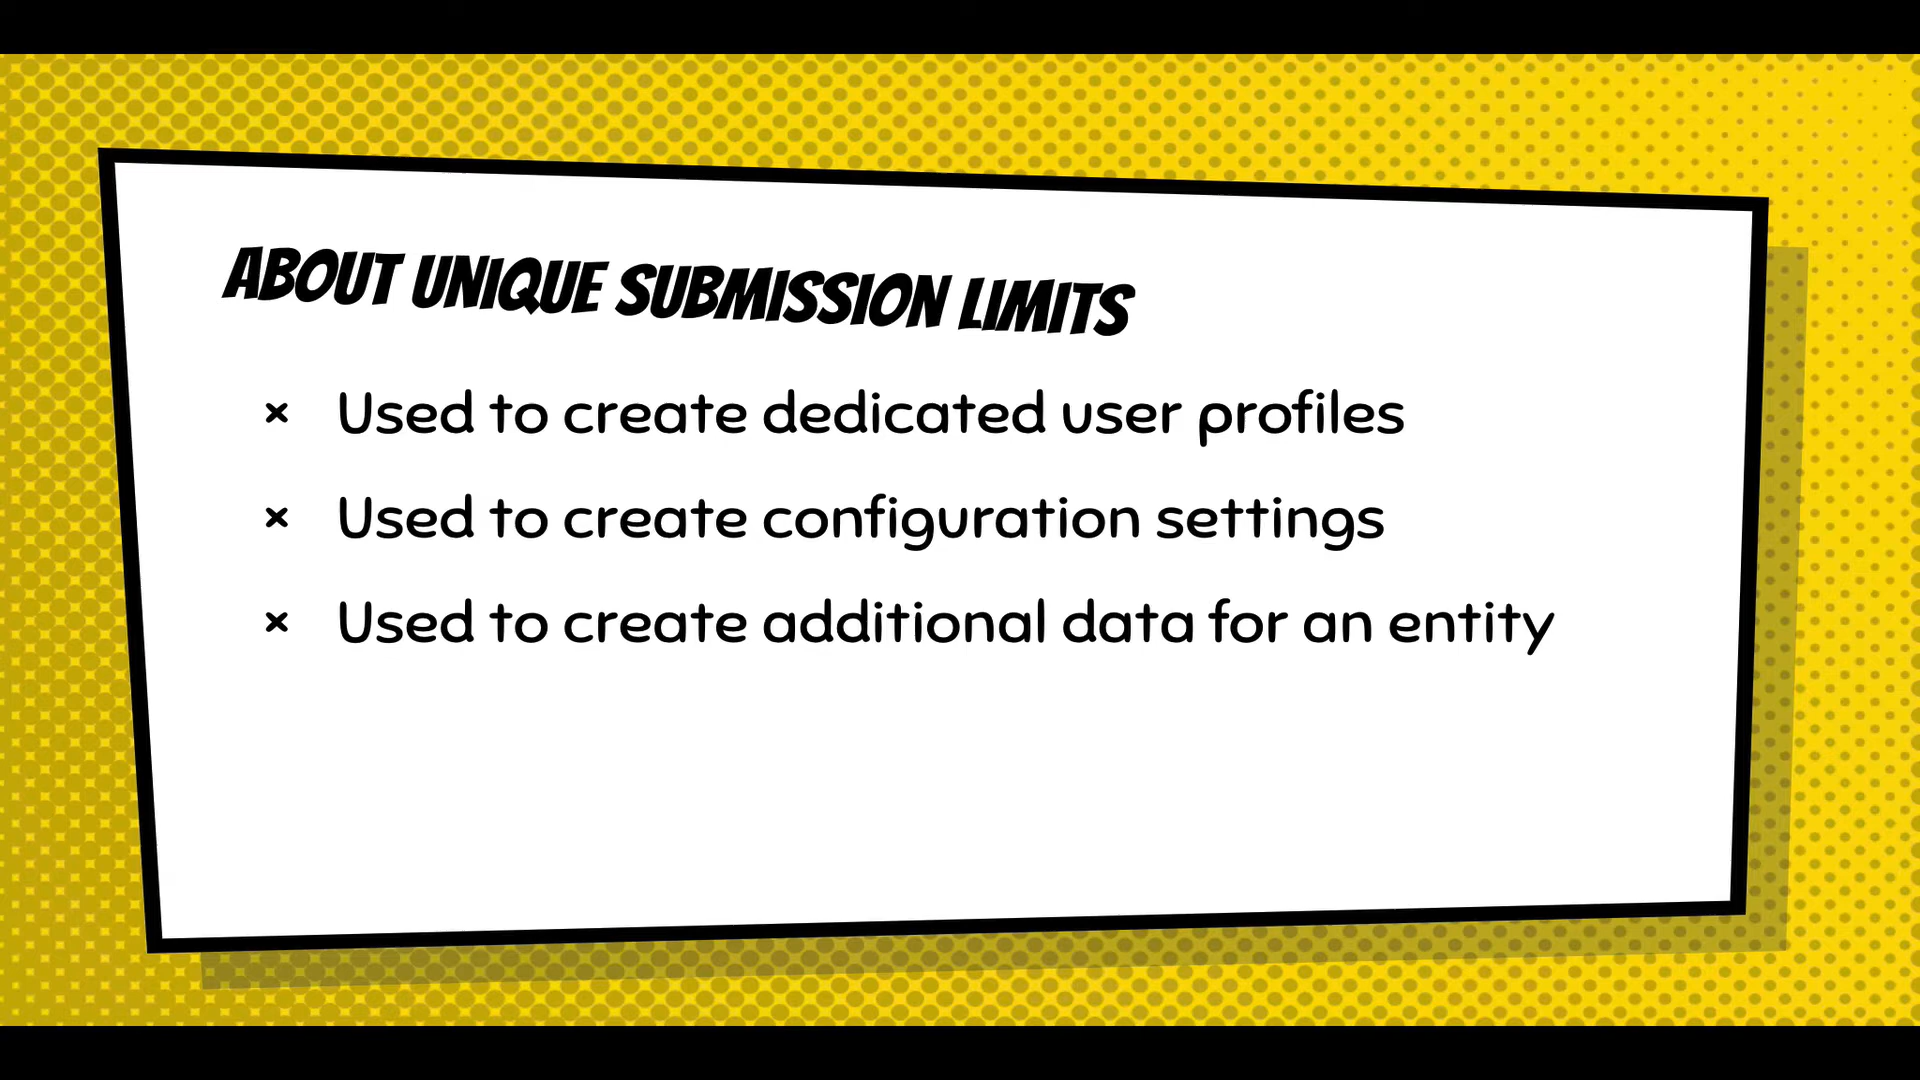 ABOUT UNIQUE SUBMISSION LIMITS
× Used to create dedicated user profiles
× Used to create configuration settings
× Used to create additional data for an entity